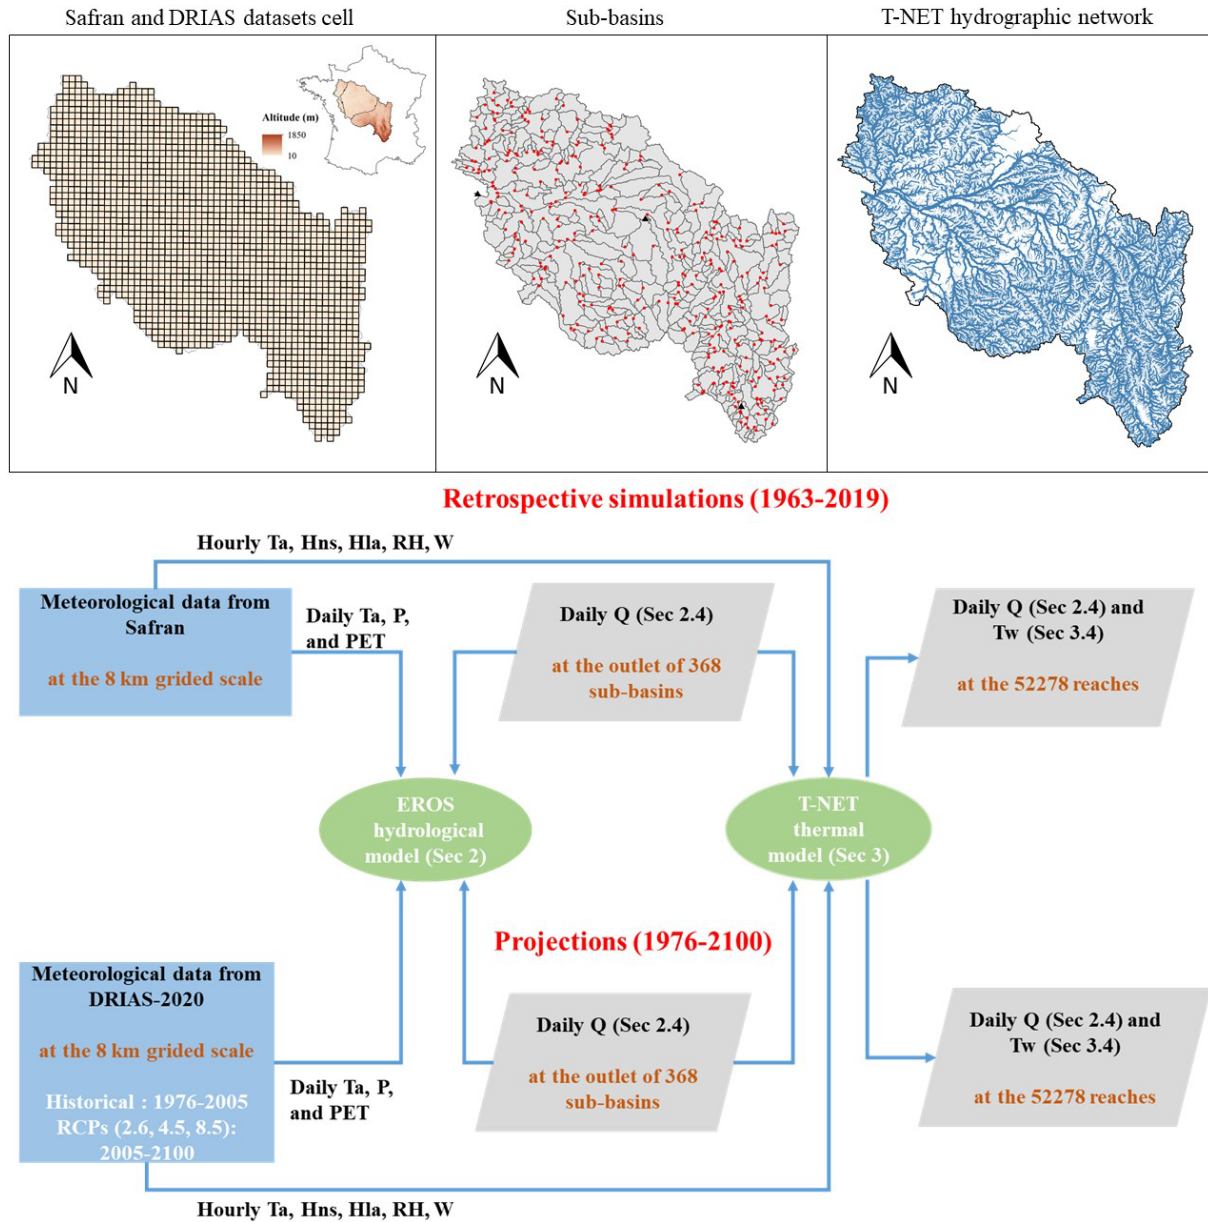 Safran and DRIAS datasets cell
Sub-basins
T-NET hydrographic network
Altitude (m)
1850
10
N
N
N
Retrospective simulations (1963-2019)
Hourly Ta, Hns, Hla, RH, W
Meteorological data from
Safran
at the 8 km grided scale
Daily Ta, P,
and PET
Daily Q (Sec 2.4)
at the outlet of 368
sub-basins
Daily Q (Sec 2.4) and
Tw (Sec 3.4)
at the 52278 reaches
EROS
hydrological
model (Sec 2)
T-NET
thermal
model (Sec 3)
Projections (1976-2100)
Meteorological data from
DRIAS-2020
at the 8 km grided scale
Historical : 1976-2005
RCPs (2.6, 4.5, 8.5):
2005-2100
Daily Ta, P,
and PET
Daily Q (Sec 2.4)
at the outlet of 368
sub-basins
Daily Q (Sec 2.4) and
Tw (Sec 3.4)
at the 52278 reaches
Hourly Ta, Hns, Hla, RH, W